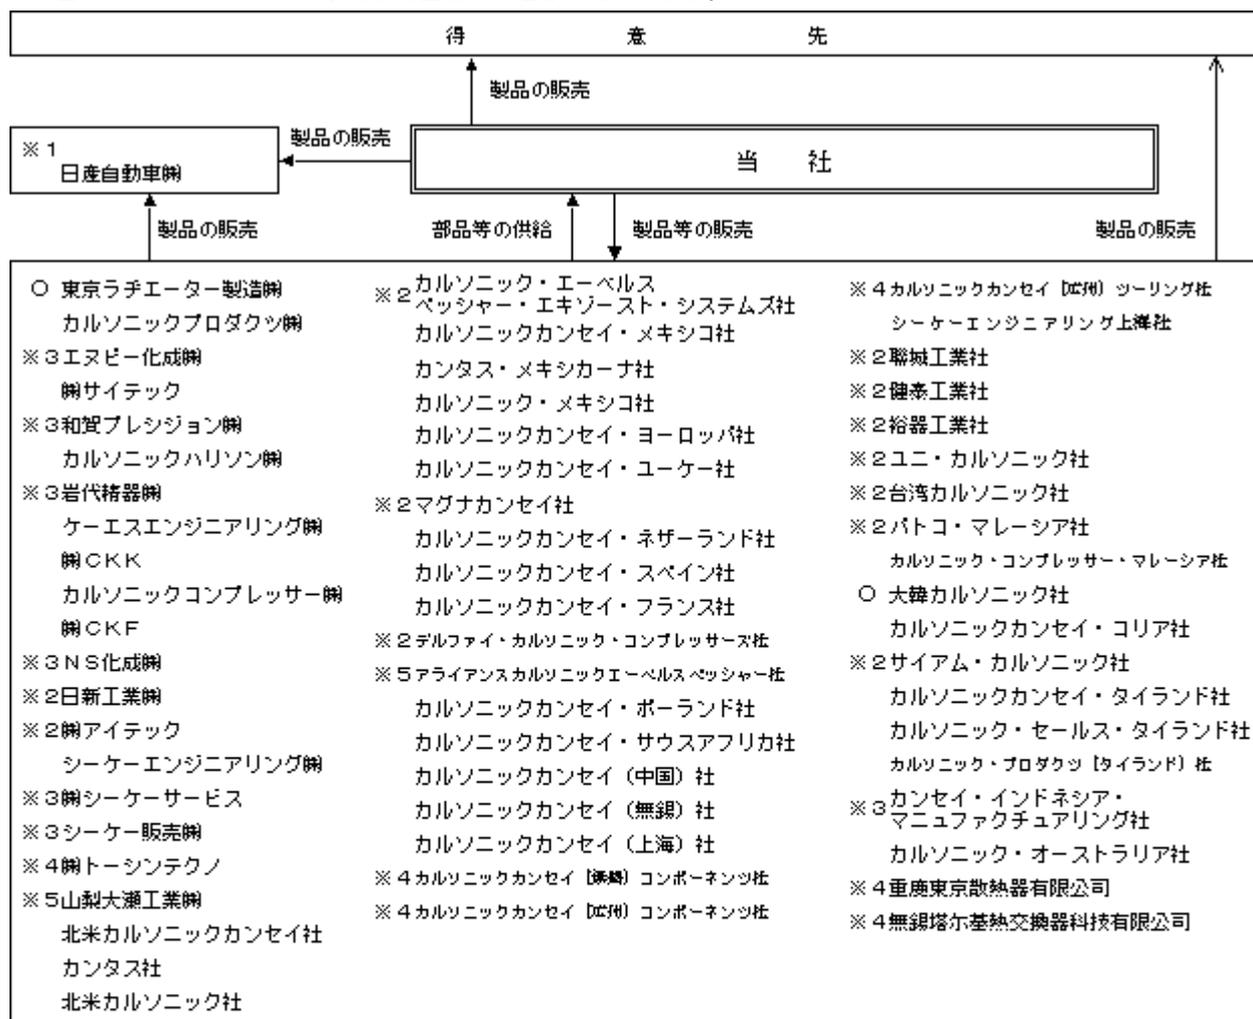 得意先
製品の販売
※1
日産自動車㈱
製品の販売
当社
製品の販売
部品等の供給
製品等の販売
製品の販売
○ 東京ラヂエーター製造㈱
カルソニックプロダクツ㈱
※3エヌピー化成㈱
㈱サイテック
※3和賀プレシジョン㈱
カルソニックハリソン㈱
※3岩代精器㈱
ケーエスエンジニアリング㈱
㈱CKK
カルソニックコンプレッサー㈱
㈱CKF
※3NS化成㈱
※2日新工業㈱
※2㈱アイテック
シーケーエンジニアリング㈱
※3㈱シーケーサービス
※3シーケー販売㈱
※4㈱トーシンテクノ
※5山梨大瀬工業㈱
北米カルソニックカンセイ社
カンタス社
北米カルソニック社
※2カルソニック・エーベルス
ペッシャー・エキゾースト・システムズ社
カルソニックカンセイ・メキシコ社
カンタス・メキシカーナ社
カルソニック・メキシコ社
カルソニックカンセイ・ヨーロッパ社
カルソニックカンセイ・ユーケー社
※2マグナカンセイ社
カルソニックカンセイ・ネザーランド社
カルソニックカンセイ・スペイン社
カルソニックカンセイ・フランス社
※2デルファイ・カルソニック・コンプレッサーズ社
※5アライアンスカルソニックエーベルスペッシャー社
カルソニックカンセイ・ポーランド社
カルソニックカンセイ・サウスアフリカ社
カルソニックカンセイ（中国）社
カルソニックカンセイ（無錫）社
カルソニックカンセイ（上海）社
※4カルソニックカンセイ コンポーネンツ社
※4カルソニックカンセイ コンポーネンツ社
※4カルソニックカンセイ ツーリング社
シーケーエンジニアリング上海社
※2聯城工業社
※2健泰工業社
※2裕器工業社
※2ユニ・カルソニック社
※2台湾カルソニック社
※2パトコ・マレーシア社
カルソニック・コンプレッサー・マレーシア社
○ 大韓カルソニック社
カルソニックカンセイ・コリア社
※2サイアム・カルソニック社
カルソニックカンセイ・タイランド社
カルソニック・セールス・タイランド社
カルソニック・プロダクツ（タイランド）社
※3カンセイ・インドネシア・
マニュファクチュアリング社
カルソニック・オーストラリア社
※4重慶東京散熱器有限公司
※4無錫塔尓基熱交換器科技有限公司